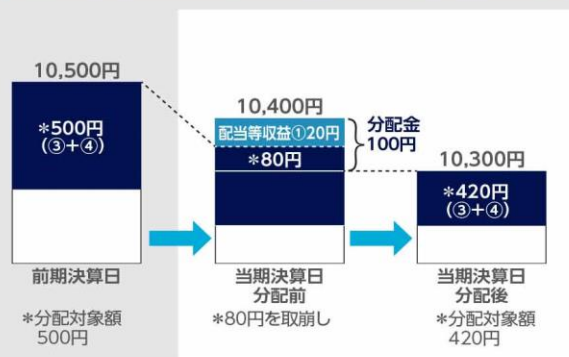 10,500円
*500円
(③+④)
前期決算日
*分配対象額
500円
10,400円
配当等収益①20円
*80円
分配金
100円
当期決算日
分配前
*80円を取崩し
10,300円
*420円
(③+④)
当期決算日
分配後
*分配対象額
420円